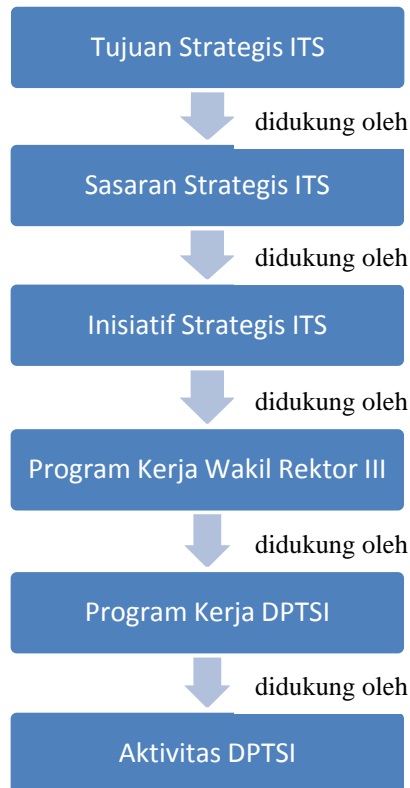 Tujuan Strategis ITS
didukung oleh
Sasaran Strategis ITS
didukung oleh
Inisiatif Strategis ITS
didukung oleh
Program Kerja Wakil Rektor III
didukung oleh
Program Kerja DPTSI
didukung oleh
Aktivitas DPTSI